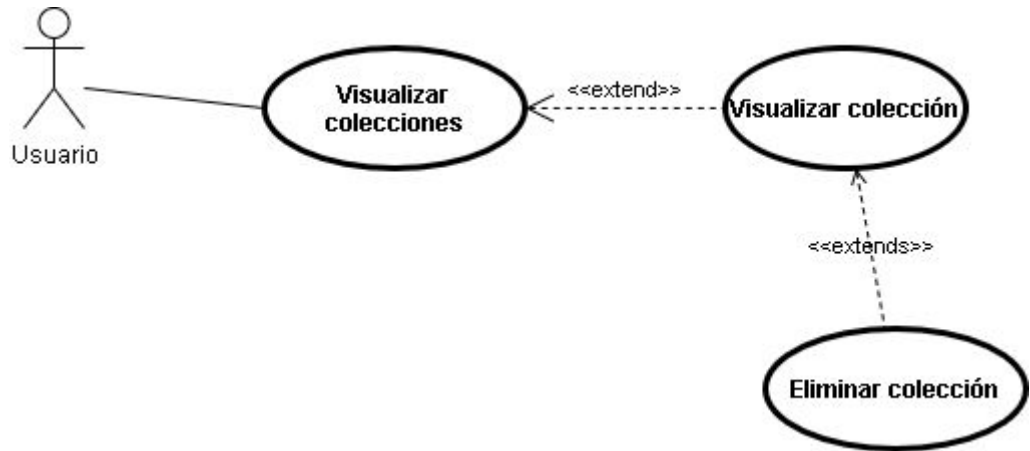 Usuario
Visualizar
colecciones
<<extend>>
Visualizar colección
<<extends>>
Eliminar colección